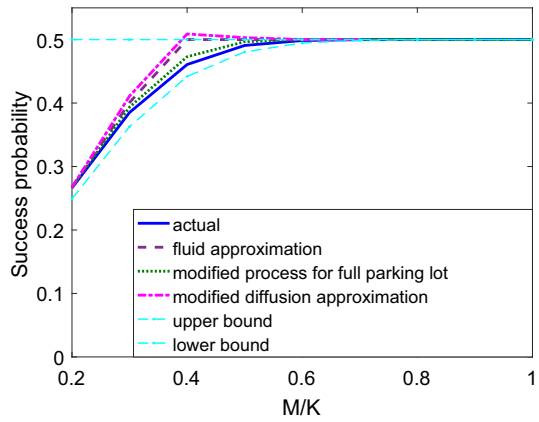 0.5
0.4
0.3
0.2
0.1
0
Success probability
actual
fluid approximation
modified process for full parking lot
modified diffusion approximation
upper bound
lower bound
0.2 0.4 0.6 0.8 1
M/K